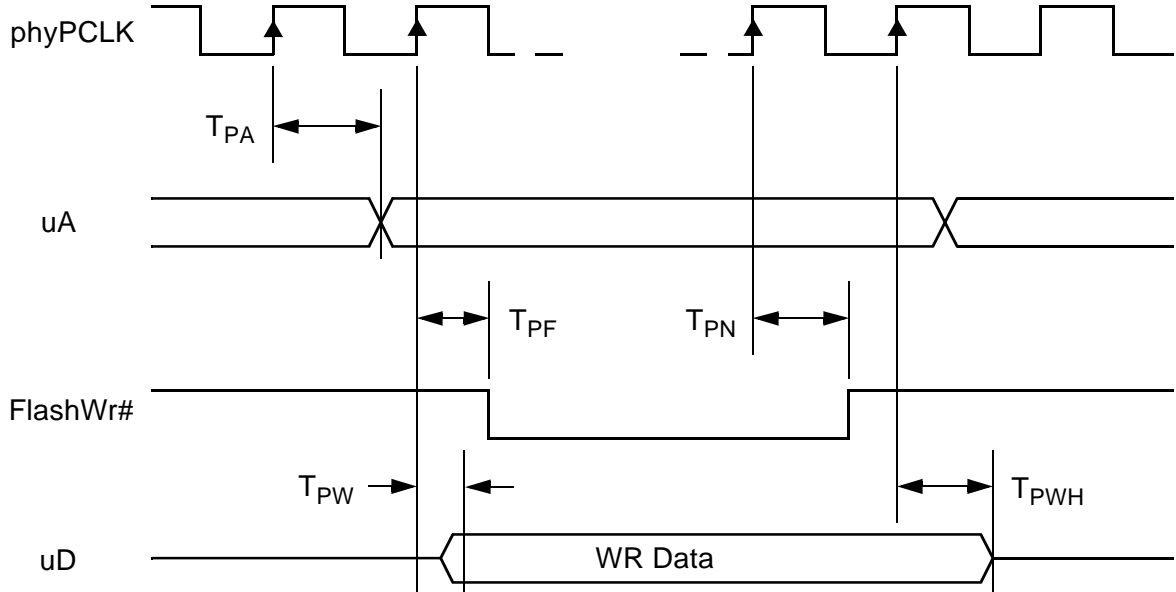 phyPCLK
TPA
uA
TPF
TPN
FlashWr#
TPW
TPWH
uD
WR Data